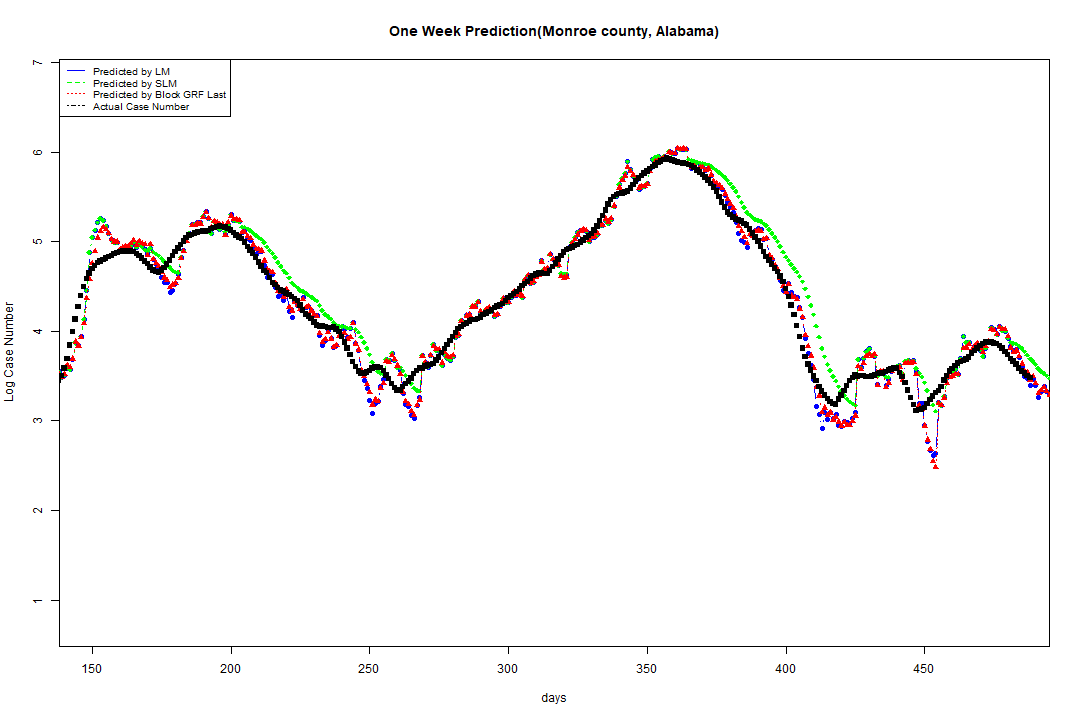 One Week Prediction(Monroe county, Alabama)
Predicted by LM
Predicted by SLM
Predicted by Block GRF Last
Actual Case Number
Log Case Number
7
6
5
4
3
2
1
150 200 250 300 350 400 450
days